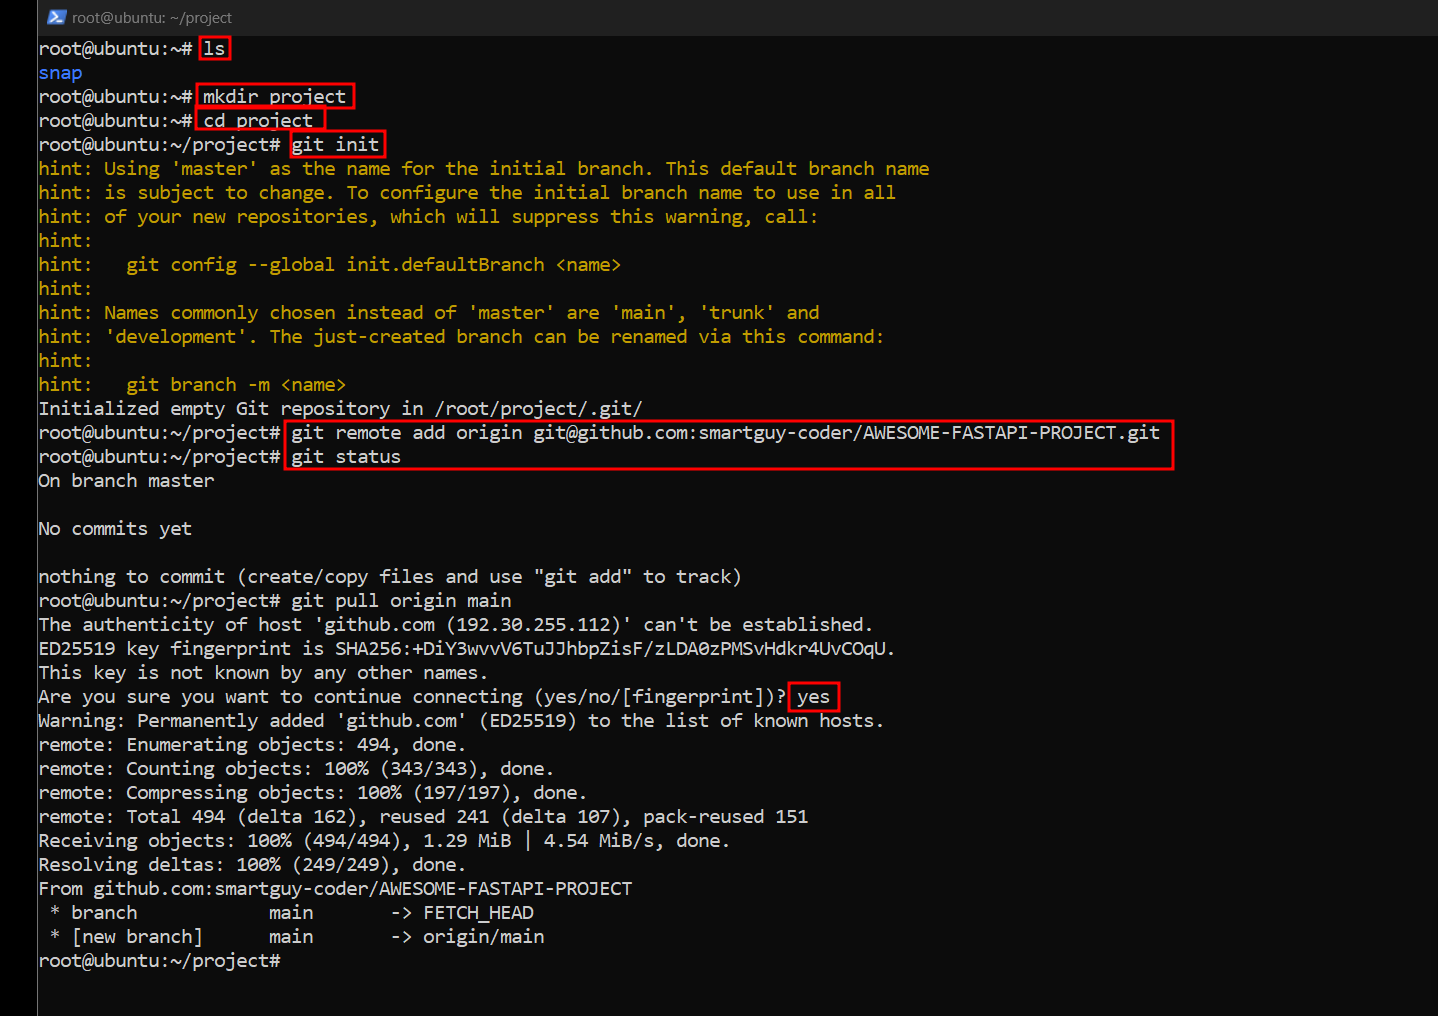 root@ubuntu: ~/project
root@ubuntu:~# ls
snap
root@ubuntu:~# mkdir project
root@ubuntu:~# cd project
root@ubuntu:~/project# git init
hint: Using 'master' as the name for the initial branch. This default branch name
hint: is subject to change. To configure the initial branch name to use in all
hint: of your new repositories, which will suppress this warning, call:
hint:
hint:   git config --global init.defaultBranch <name>
hint:
hint: Names commonly chosen instead of 'master' are 'main', 'trunk' and
hint: 'development'. The just-created branch can be renamed via this command:
hint:
hint:   git branch -m <name>
Initialized empty Git repository in /root/project/.git/
root@ubuntu:~/project# git remote add origin git@github.com:smartguy-coder/AWESOME-FASTAPI-PROJECT.git
root@ubuntu:~/project# git status
On branch master
No commits yet
nothing to commit (create/copy files and use "git add" to track)
root@ubuntu:~/project# git pull origin main
The authenticity of host 'github.com (192.30.255.112)' can't be established.
ED25519 key fingerprint is SHA256:+DiY3wvvV6TuJJhbpZisF/zLDA0zPMSvHdkr4UvCOqU.
This key is not known by any other names.
Are you sure you want to continue connecting (yes/no/[fingerprint])? yes
Warning: Permanently added 'github.com' (ED25519) to the list of known hosts.
remote: Enumerating objects: 494, done.
remote: Counting objects: 100% (343/343), done.
remote: Compressing objects: 100% (197/197), done.
remote: Total 494 (delta 162), reused 241 (delta 107), pack-reused 151
Receiving objects: 100% (494/494), 1.29 MiB | 4.54 MiB/s, done.
Resolving deltas: 100% (249/249), done.
From github.com:smartguy-coder/AWESOME-FASTAPI-PROJECT
 * branch            main       -> FETCH_HEAD
 * [new branch]      main       -> origin/main
root@ubuntu:~/project#